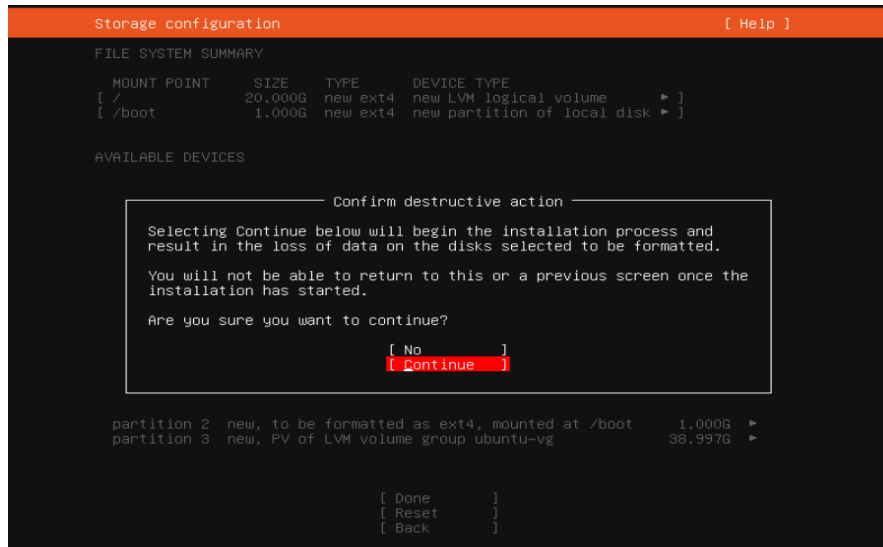 Storage configuration [ Help ]
FILE SYSTEM SUMMARY
MOUNT POINT SIZE TYPE DEVICE TYPE
[ / 20.000G new ext4 new LVM logical volume ► ]
[ /boot 1.000G new ext4 new partition of local disk ► ]
AVAILABLE DEVICES
Confirm destructive action
Selecting Continue below will begin the installation process and
result in the loss of data on the disks selected to be formatted.
You will not be able to return to this or a previous screen once the
installation has started.
Are you sure you want to continue?
[ No ]
[ Continue ]
partition 2 new, to be formatted as ext4, mounted at /boot 1.000G ►
partition 3 new, PV of LVM volume group ubuntu-vg 38.997G ►
[ Done ]
[ Reset ]
[ Back ]